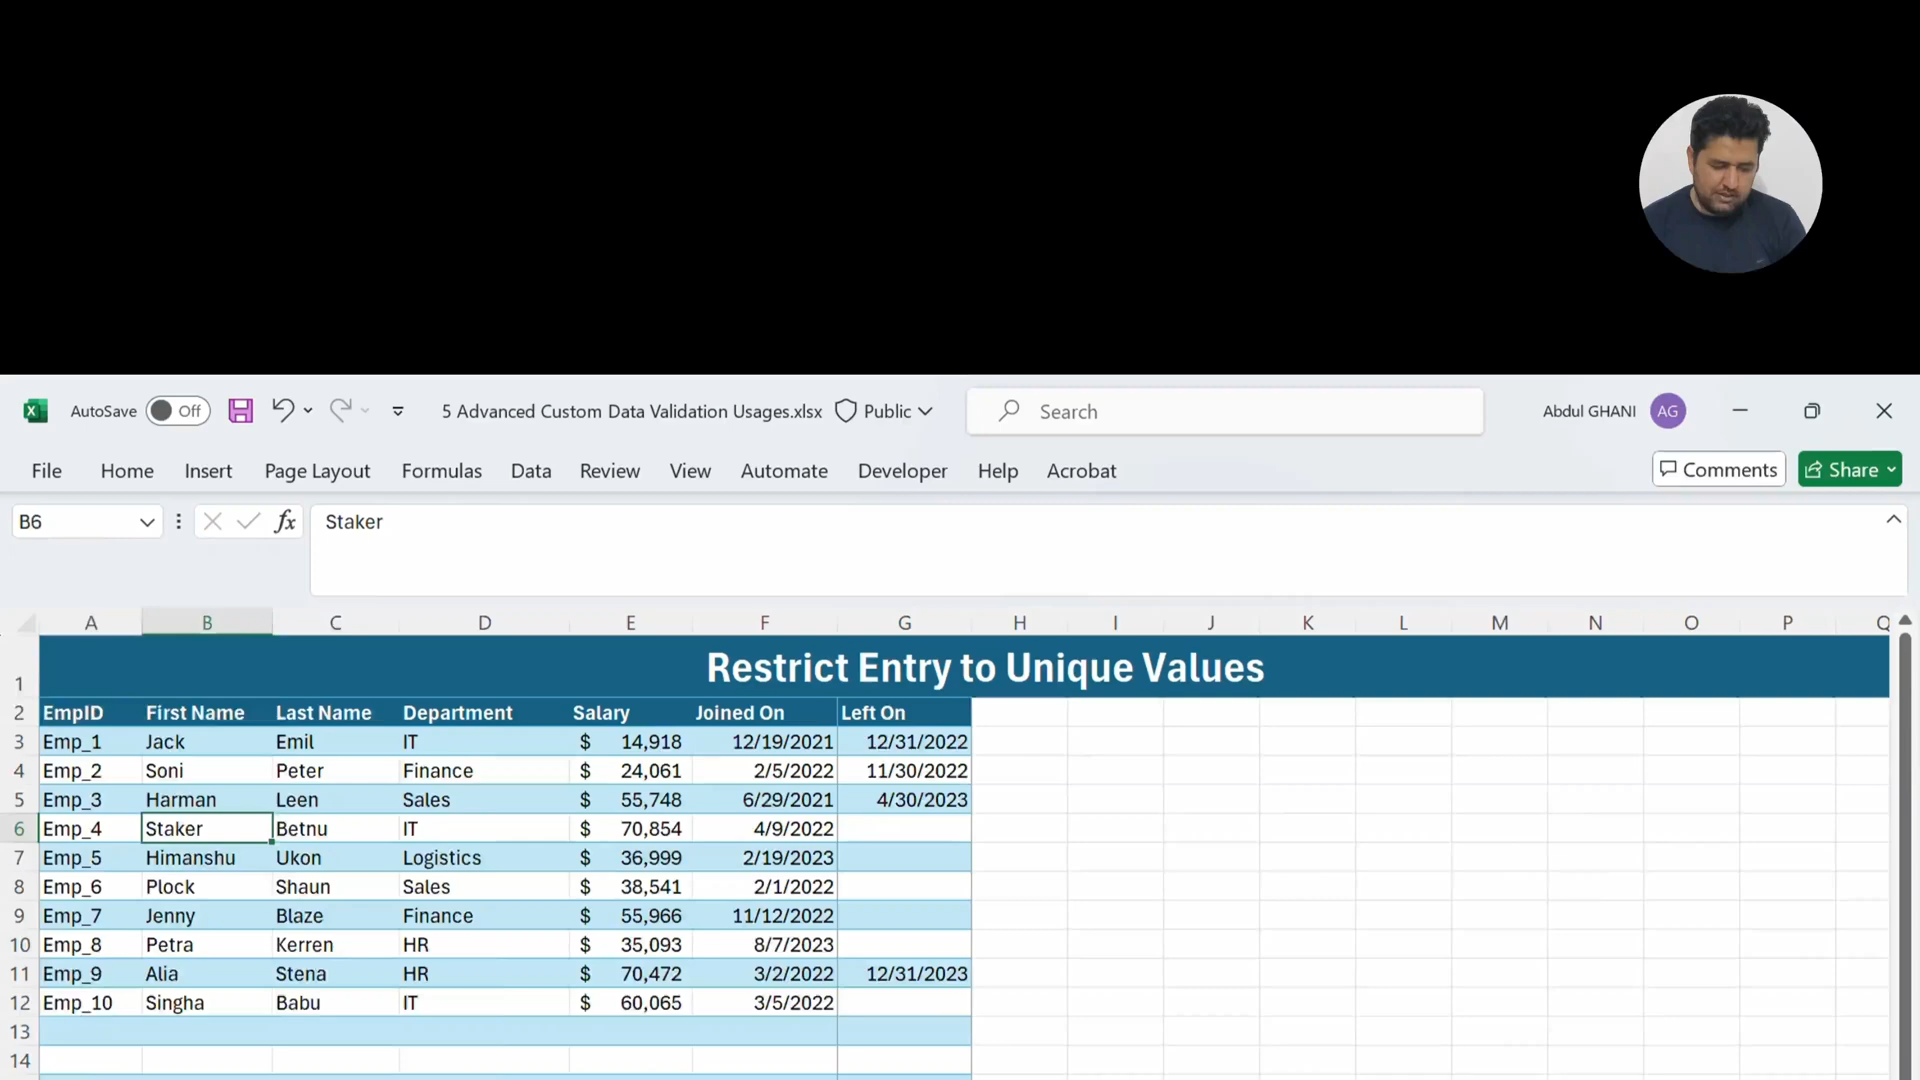 AutoSave Off 5 Advanced Custom Data Validation Usages.xlsx Public Search Abdul GHANI AG
File Home Insert Page Layout Formulas Data Review View Automate Developer Help Acrobat Comments Share
B6 fx Staker
A B C D E F G H I J K L M N O P Q
1 Restrict Entry to Unique Values
2 EmpID First Name Last Name Department Salary Joined On Left On
3 Emp_1 Jack Emil IT $ 14,918 12/19/2021 12/31/2022
4 Emp_2 Soni Peter Finance $ 24,061 2/5/2022 11/30/2022
5 Emp_3 Harman Leen Sales $ 55,748 6/29/2021 4/30/2023
6 Emp_4 Staker Betnu IT $ 70,854 4/9/2022
7 Emp_5 Himanshu Ukon Logistics $ 36,999 2/19/2023
8 Emp_6 Plock Shaun Sales $ 38,541 2/1/2022
9 Emp_7 Jenny Blaze Finance $ 55,966 11/12/2022
10 Emp_8 Petra Kerren HR $ 35,093 8/7/2023
11 Emp_9 Alia Stena HR $ 70,472 3/2/2022 12/31/2023
12 Emp_10 Singha Babu IT $ 60,065 3/5/2022
13
14